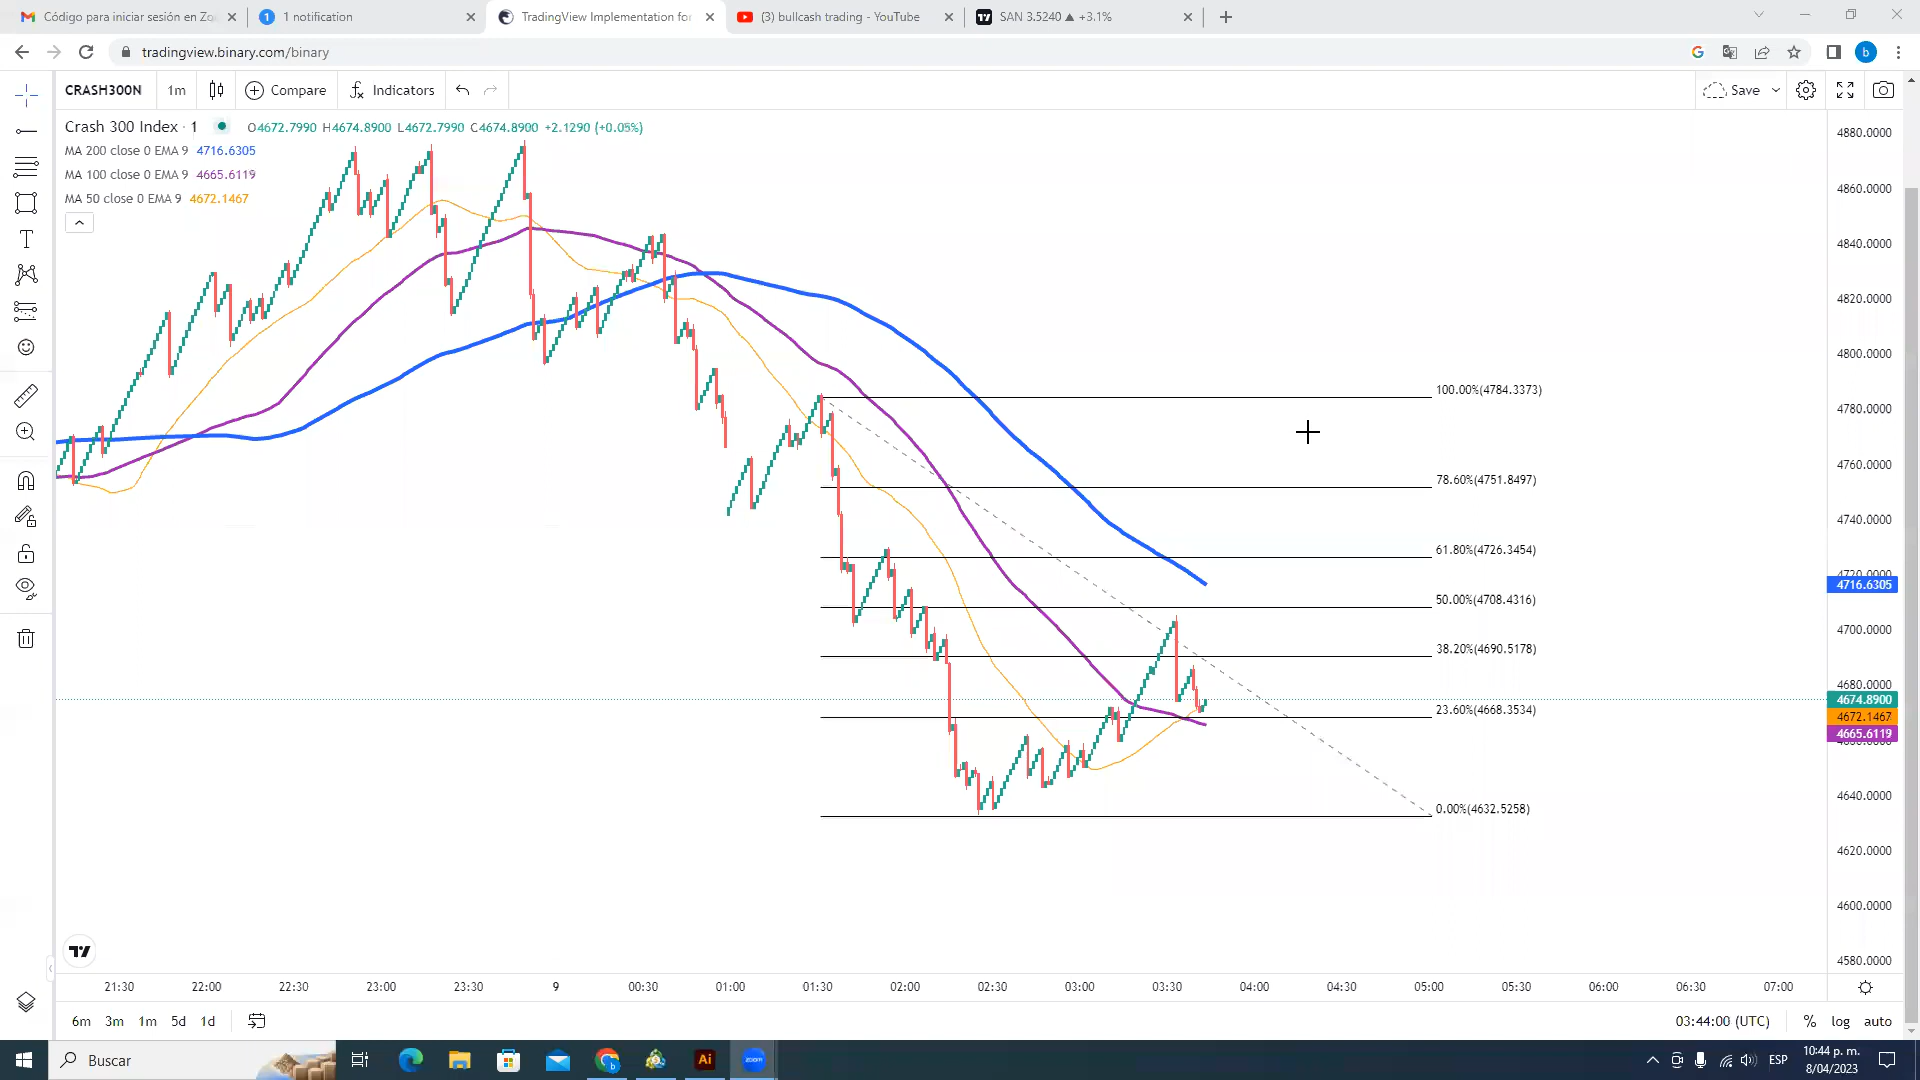 Código para iniciar sesión en Zo
1 notification
TradingView Implementation for
(3) bullcash trading - YouTube
SAN 3.5240 ▲ +3.1%
tradingview.binary.com/binary
CRASH300N 1m Compare Indicators Save
Crash 300 Index · 1 O4672.7990 H4674.8900 L4672.7990 C4674.8900 +2.1290 (+0.05%)
MA 200 close 0 EMA 9 4716.6305
MA 100 close 0 EMA 9 4665.6119
MA 50 close 0 EMA 9 4672.1467
4880.0000
4860.0000
4840.0000
4820.0000
4800.0000
4780.0000
4760.0000
4740.0000
4720.0000
4716.6305
4700.0000
4680.0000
4674.8900
4672.1467
4665.6119
4660.0000
4640.0000
4620.0000
4600.0000
4580.0000
100.00%(4784.3373)
78.60%(4751.8497)
61.80%(4726.3454)
50.00%(4708.4316)
38.20%(4690.5178)
23.60%(4668.3534)
0.00%(4632.5258)
21:30 22:00 22:30 23:00 23:30 9 00:30 01:00 01:30 02:00 02:30 03:00 03:30 04:00 04:30 05:00 05:30 06:00 06:30 07:00
6m 3m 1m 5d 1d 03:44:00 (UTC) % log auto
Buscar
Ai
zoom
ESP
10:44 p. m.
8/04/2023